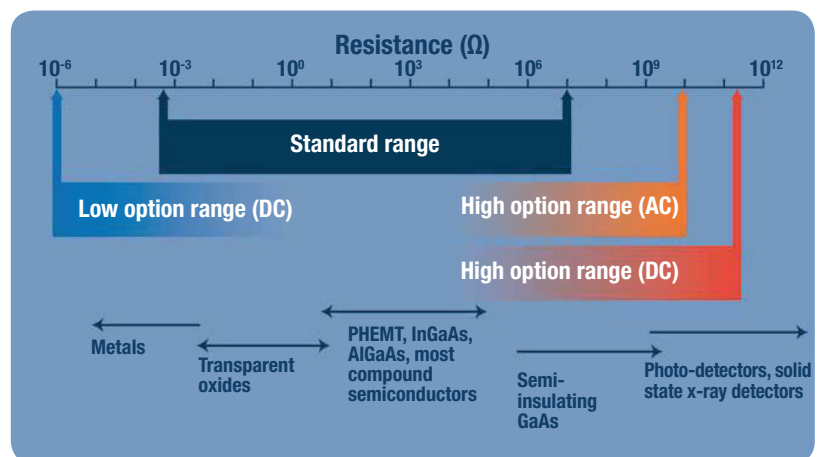 Resistance (Ω)
10-6 10-3 100 103 106 109 1012
Standard range
Low option range (DC)
High option range (AC)
High option range (DC)
Metals
Transparent
oxides
PHEMT, InGaAs,
AlGaAs, most
compound
semiconductors
Semi-
insulating
GaAs
Photo-detectors, solid
state x-ray detectors